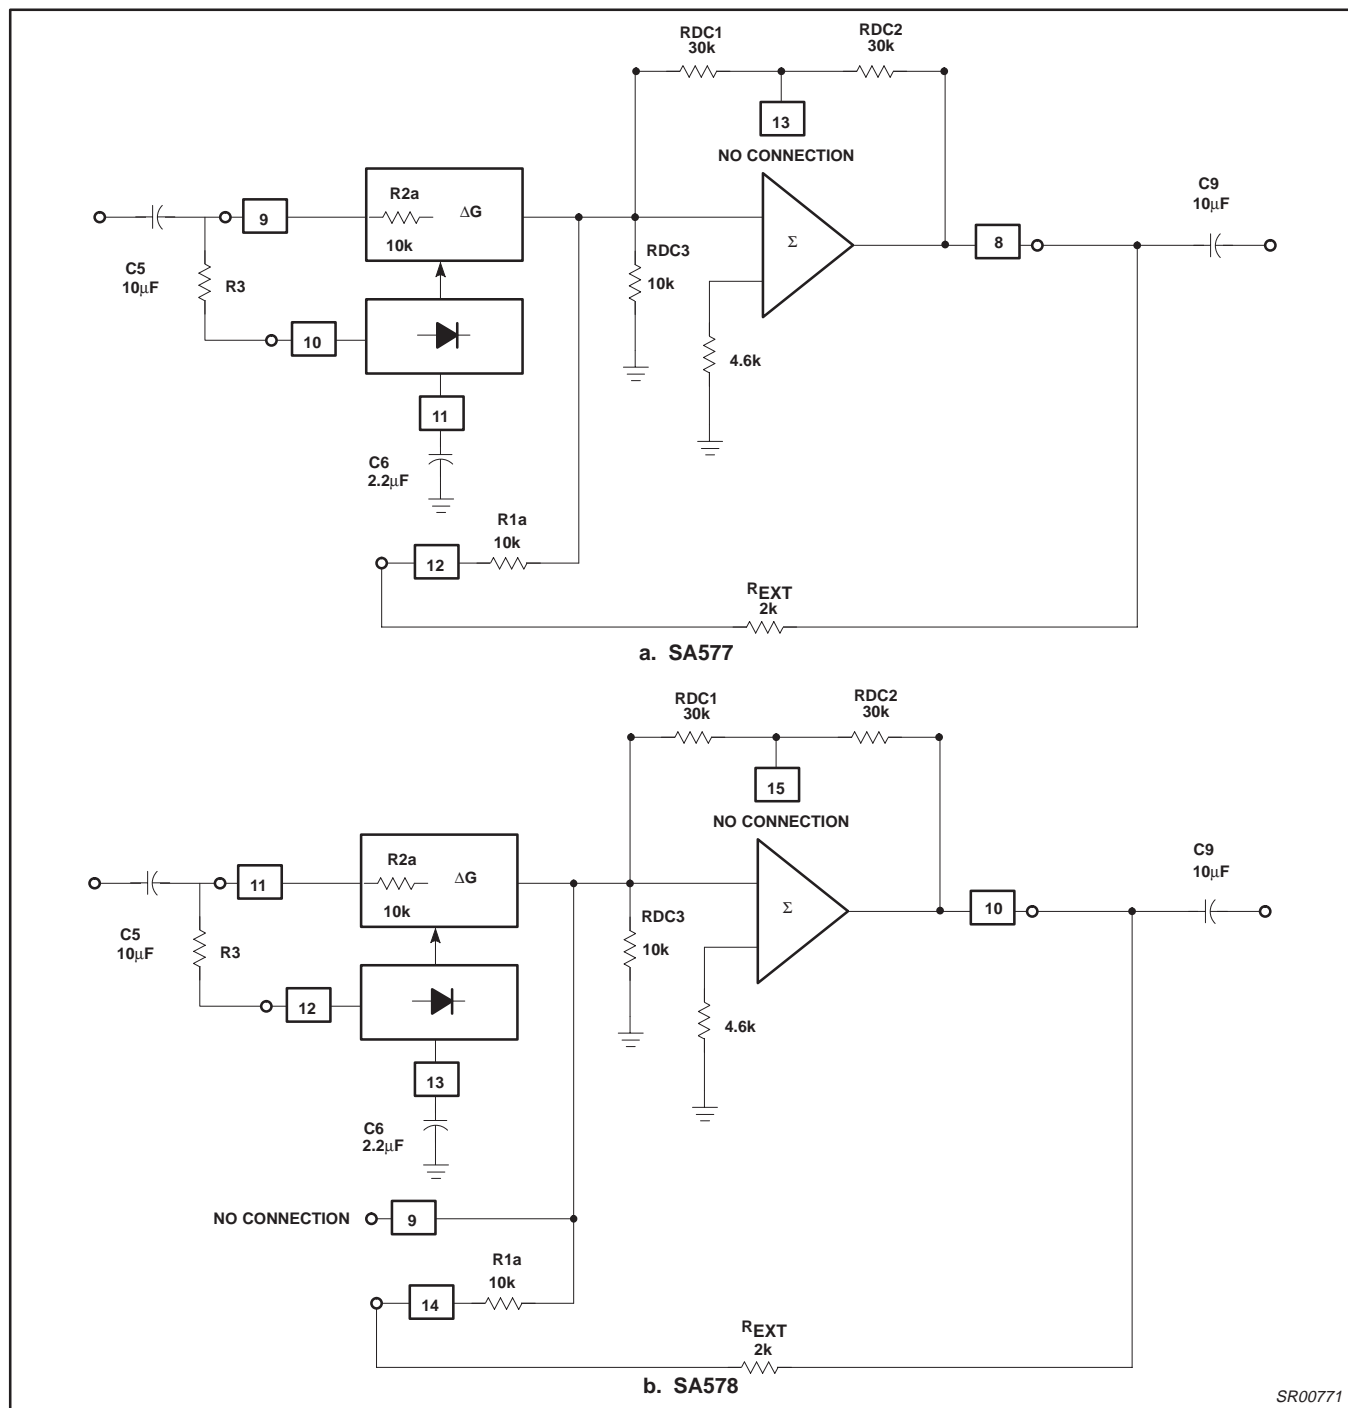 RDC1
30k
RDC2
30k
13
NO CONNECTION
R2a
ΔG
10k
9
C5
10µF
R3
10
11
C6
2.2µF
RDC3
10k
Σ
4.6k
8
C9
10µF
R1a
10k
12
REXT
2k
a. SA577
RDC1
30k
RDC2
30k
15
NO CONNECTION
R2a
ΔG
10k
11
C5
10µF
R3
12
13
C6
2.2µF
RDC3
10k
Σ
4.6k
10
C9
10µF
NO CONNECTION
9
R1a
10k
14
REXT
2k
b. SA578
SR00771